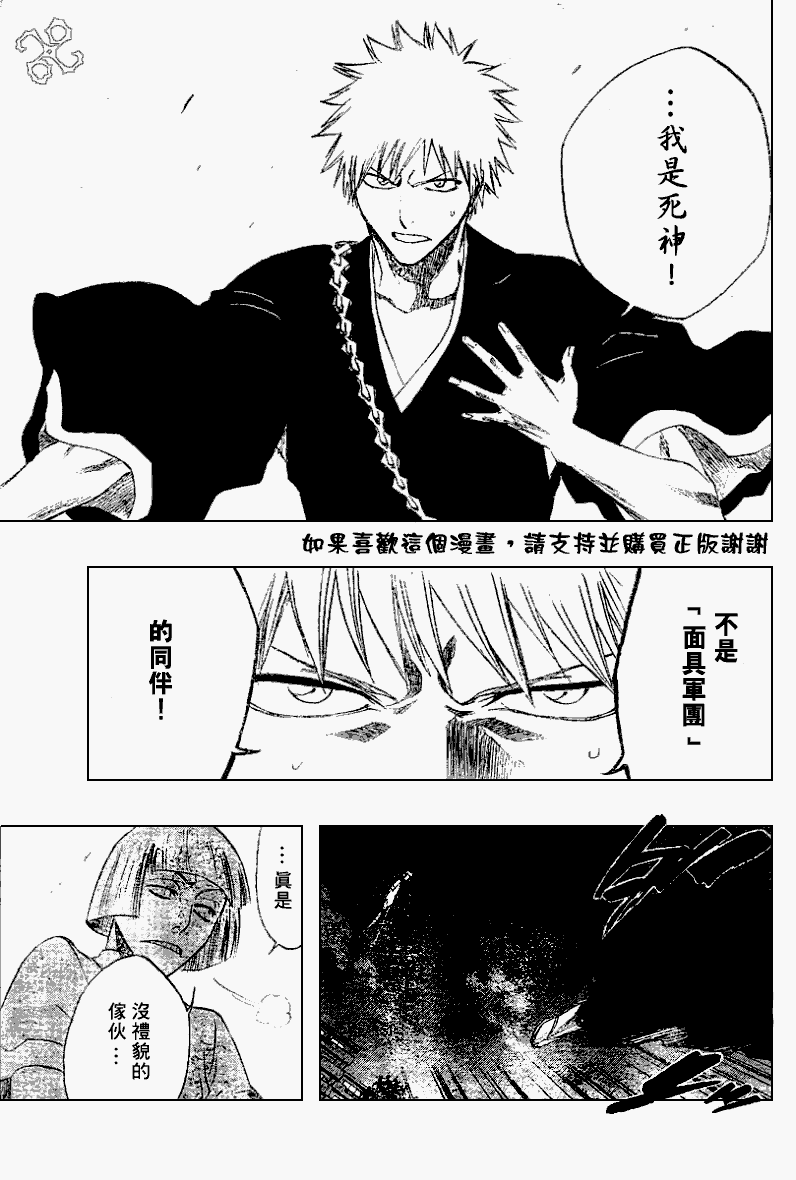 …我是死神！
如果喜歡這個漫畫，請支持並購買正版謝謝
不是
「面具軍團」
的同伴！
…眞是
沒禮貌的
傢伙…